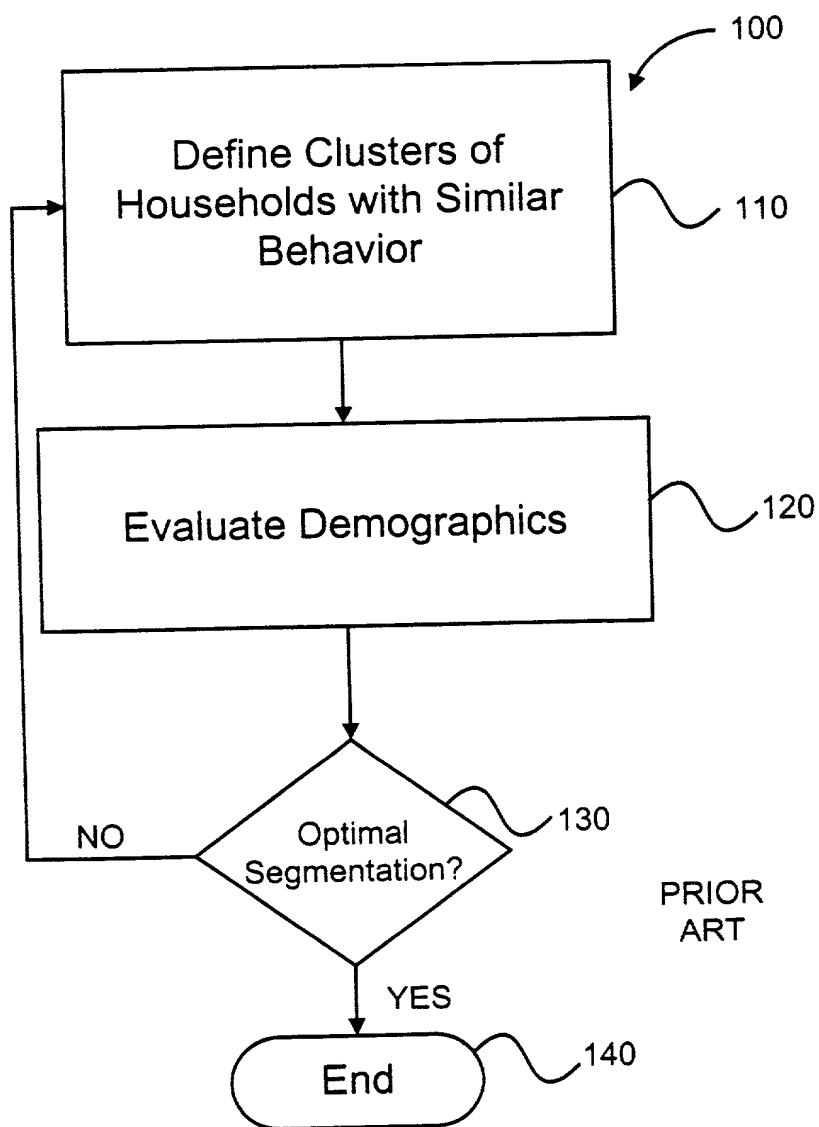 100
Define Clusters of
Households with Similar
Behavior
110
Evaluate Demographics
120
Optimal
Segmentation?
130
NO
PRIOR
ART
YES
End
140